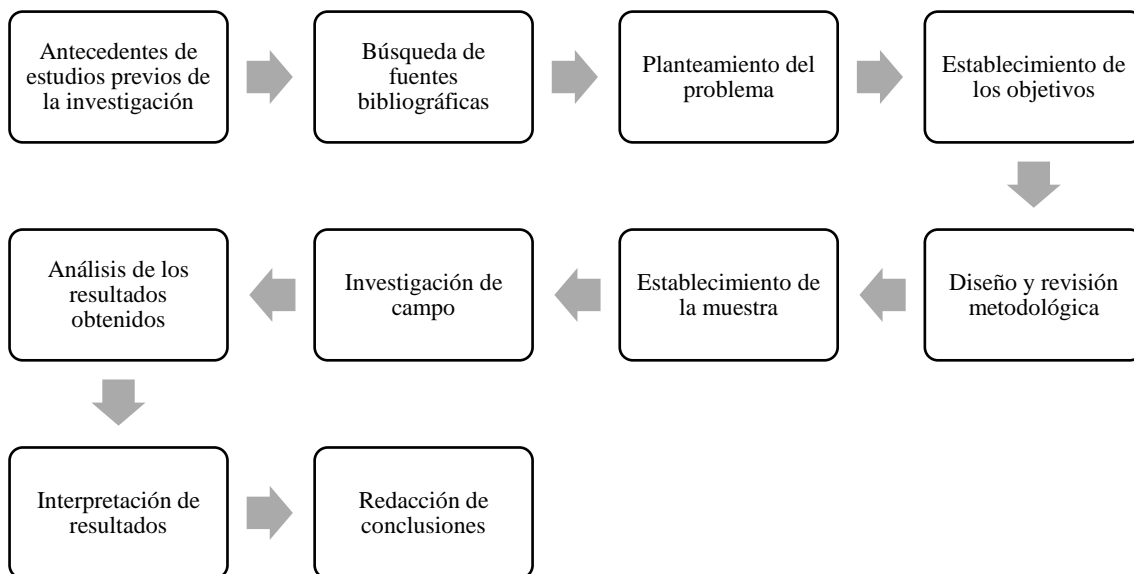 Antecedentes de
estudios previos de
la investigación
Búsqueda de
fuentes
bibliográficas
Planteamiento del
problema
Establecimiento de
los objetivos
Diseño y revisión
metodológica
Establecimiento de
la muestra
Investigación de
campo
Análisis de los
resultados
obtenidos
Interpretación de
resultados
Redacción de
conclusiones